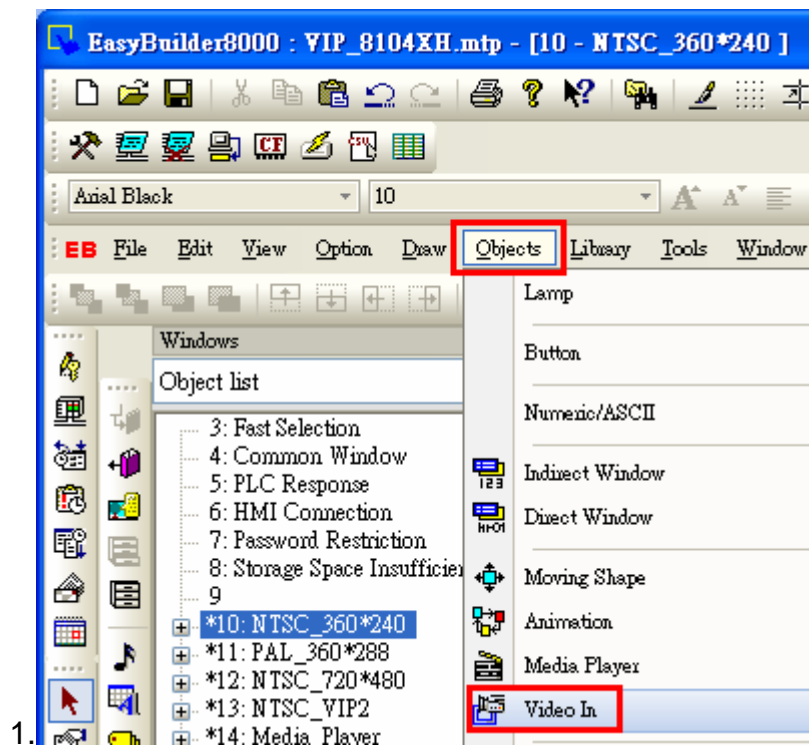 EasyBuilder8000 : VIP_8104XH.mtp - [10 - NTSC_360*240 ]
CF
Arial Black 10 A A
EB File Edit View Option Draw Objects Library Tools Window
Lamp
Windows
Button
Object list
Numeric/ASCII
3: Fast Selection
4: Common Window
Indirect Window
5: PLC Response
6: HMI Connection
Direct Window
7: Password Restriction
8: Storage Space Insufficien
Moving Shape
9
*10: NTSC_360*240
Animation
*11: PAL_360*288
Media Player
*12: NTSC_720*480
*13: NTSC_VIP2
Video In
*14: Media_Player
1.